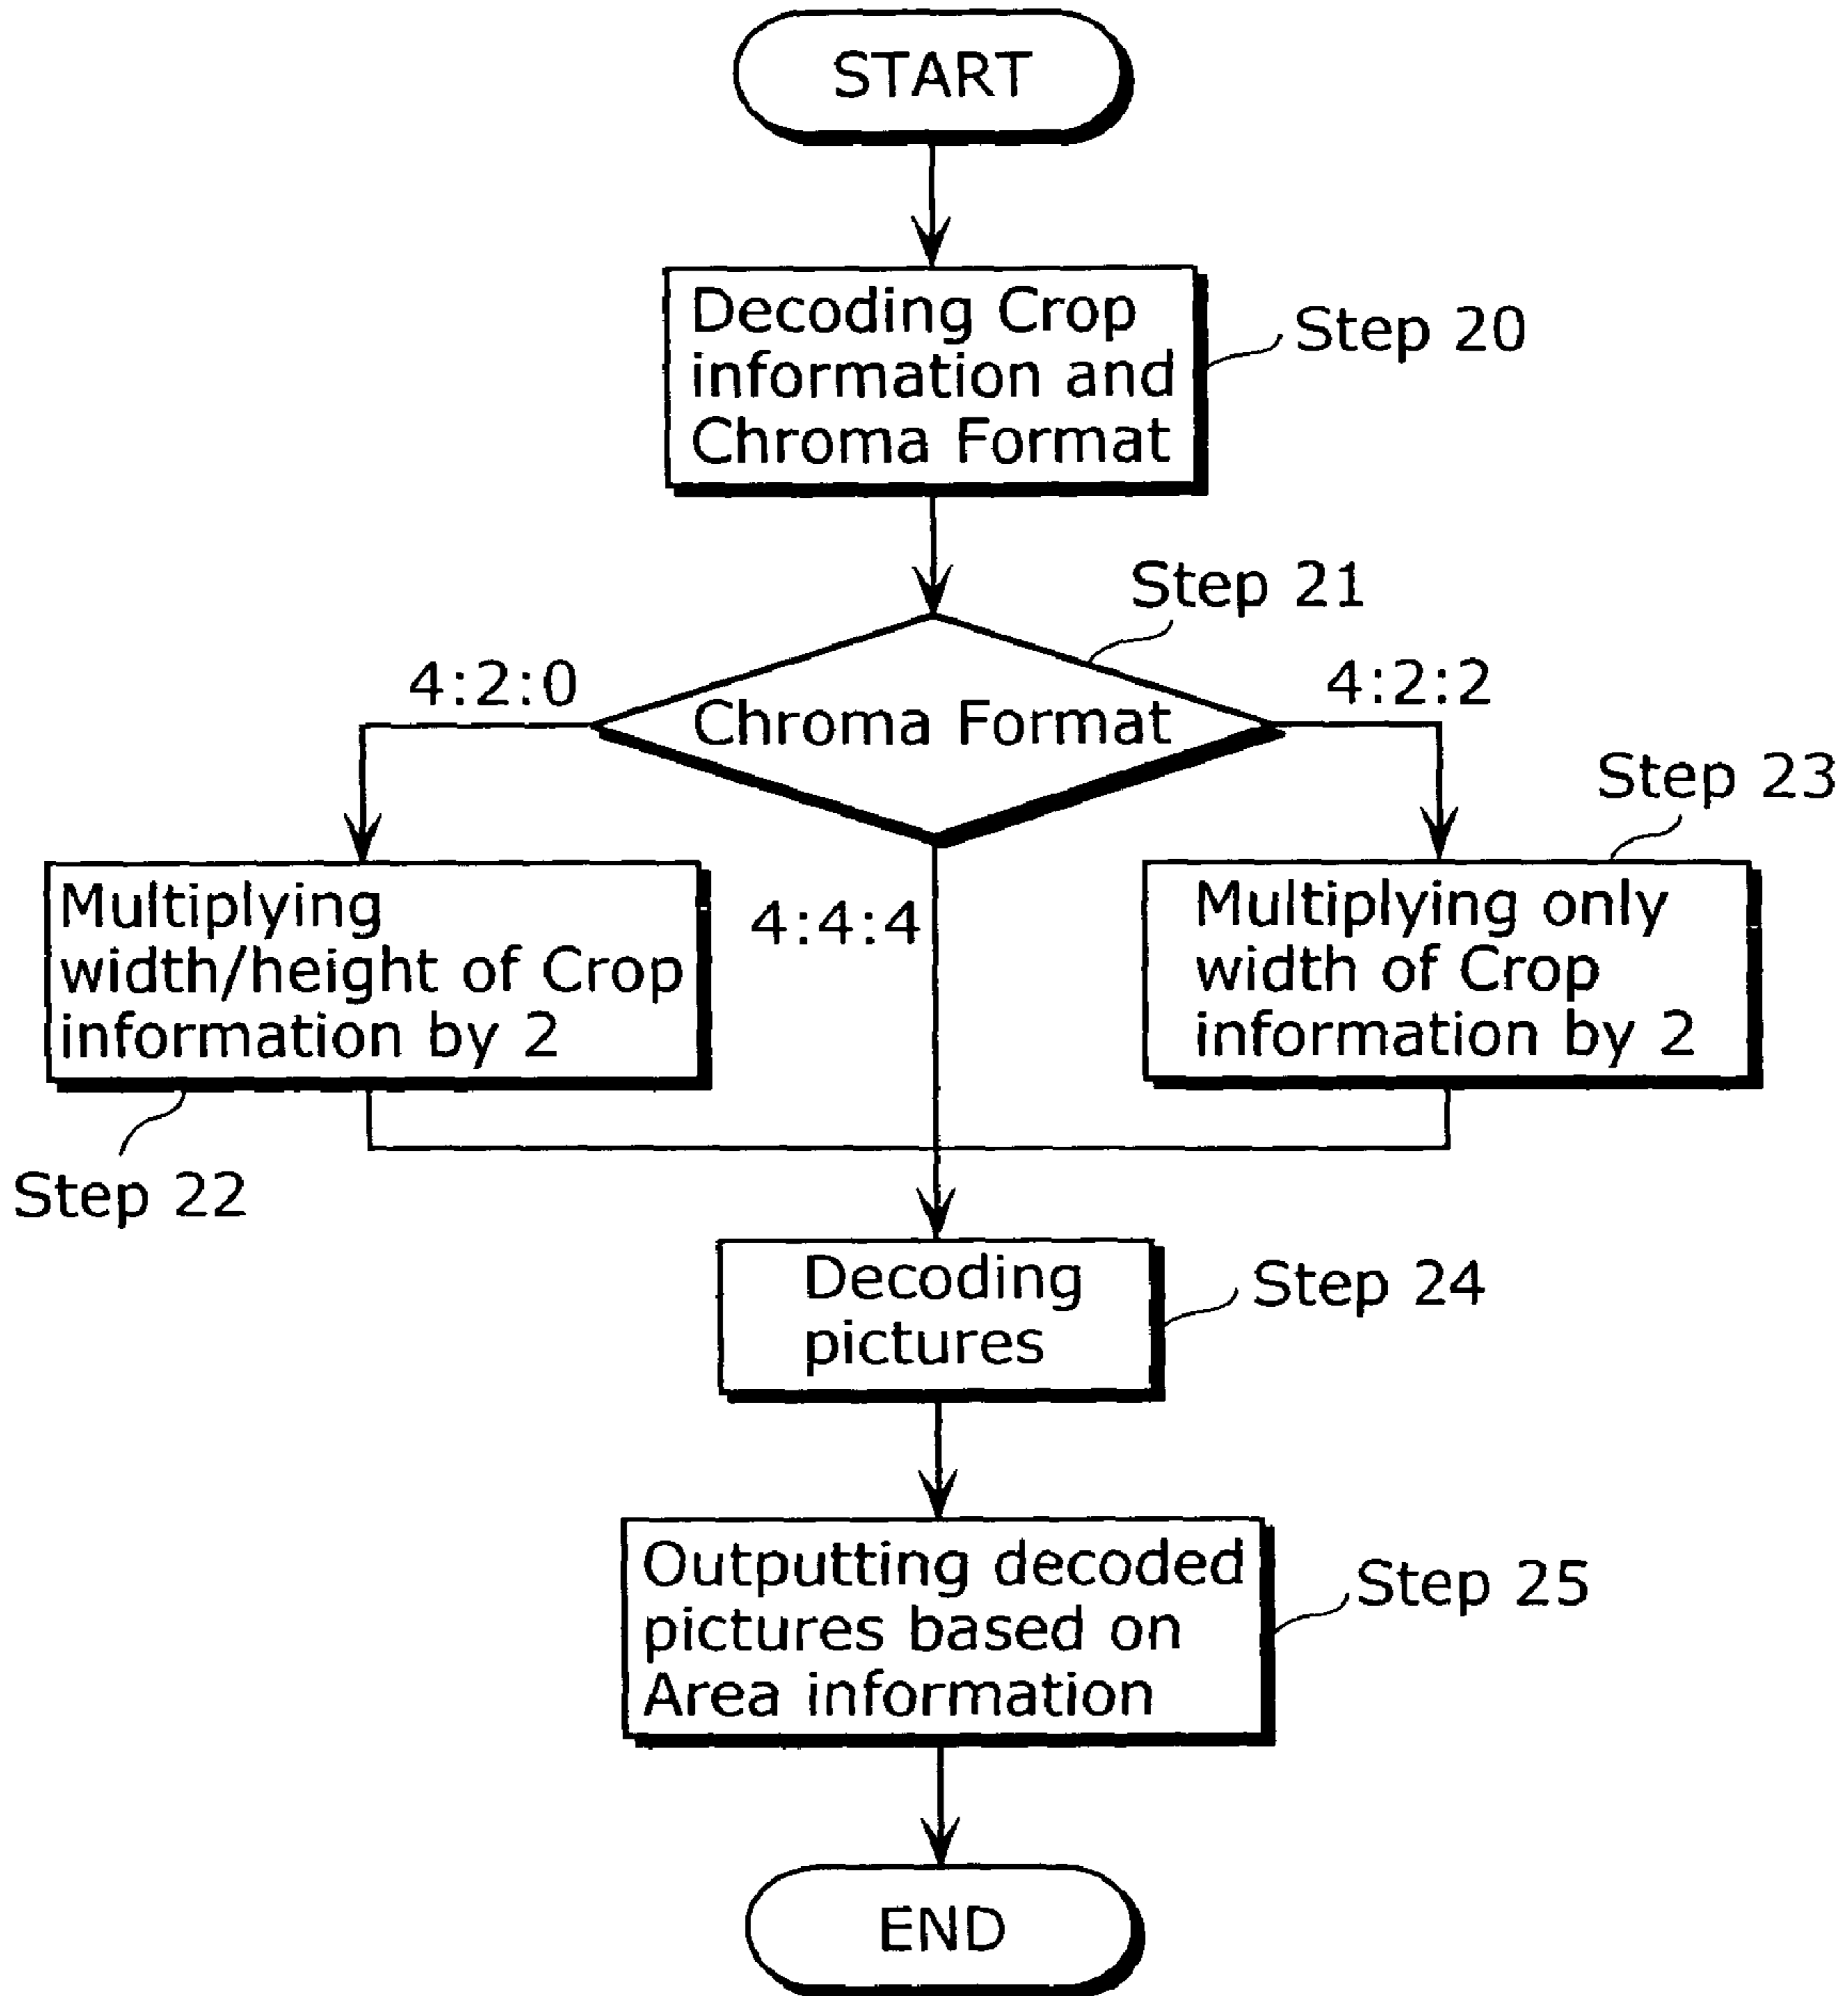 START
Decoding Crop
information and
Chroma Format
Step 20
Step 21
4:2:0
Chroma Format
4:2:2
Step 23
Multiplying
width/height of Crop
information by 2
4:4:4
Multiplying only
width of Crop
information by 2
Step 22
Decoding
pictures
Step 24
Outputting decoded
pictures based on
Area information
Step 25
END